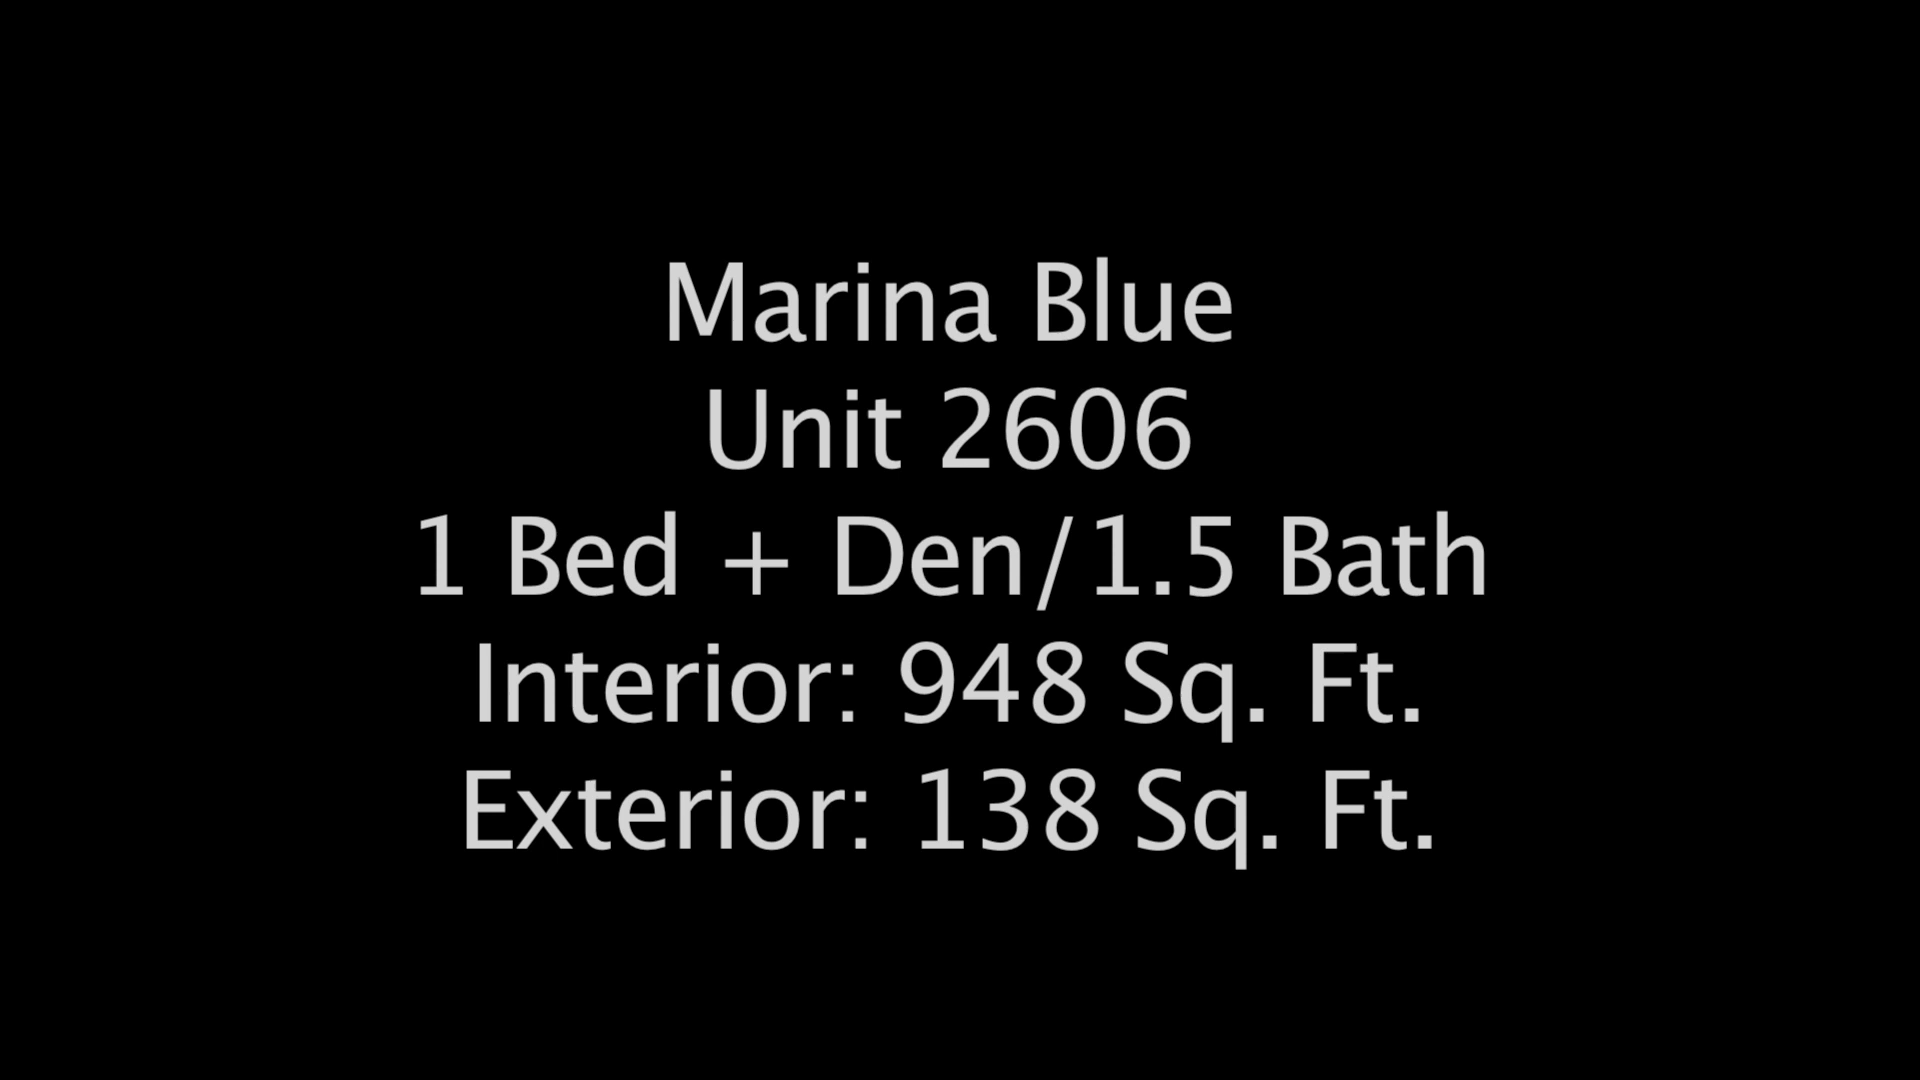 Marina Blue
Unit 2606
1 Bed + Den/1.5 Bath
Interior: 948 Sq. Ft.
Exterior: 138 Sq. Ft.